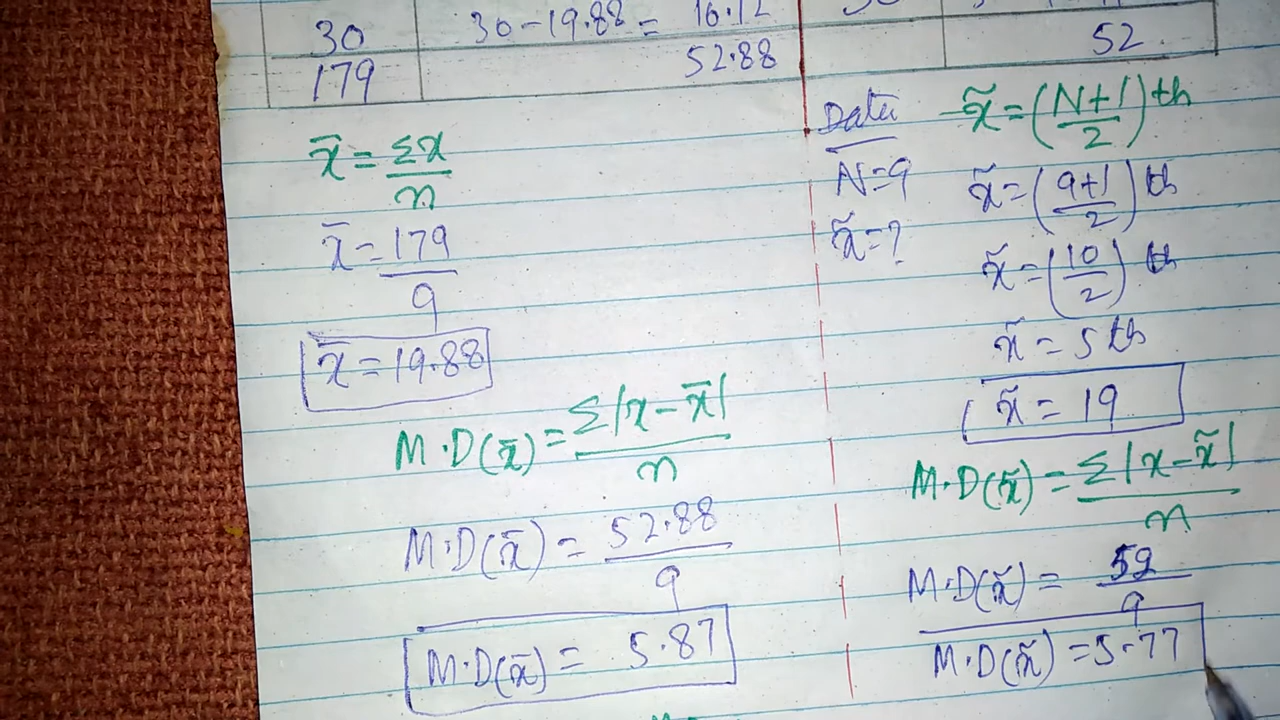 30 30-19.88 = 10.12
179 52.88 52
x̄ = Σx/n
x̄ = 179/9
x̄ = 19.88
M.D(x̄) = Σ|x-x̄|/n
M.D(x̄) = 52.88/9
M.D(x̄) = 5.87
Data
N=9
x̃=?
x̃ = (N+1/2)th
x̃ = (9+1/2)th
x̃ = (10/2)th
x̃ = 5th
x̃ = 19
M.D(x̃) = Σ|x-x̃|/n
M.D(x̃) = 52/9
M.D(x̃) = 5.77